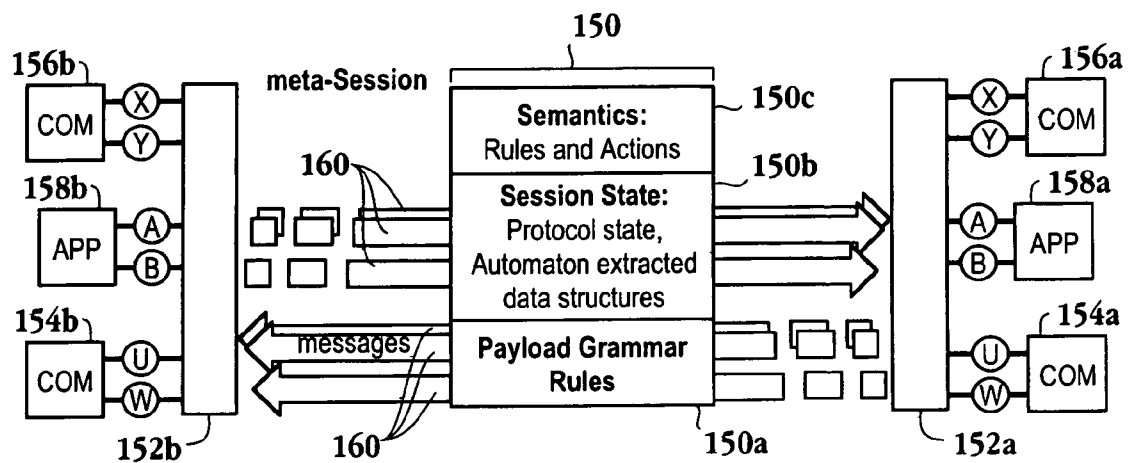 150
156b
meta-Session
156a
X
COM
Y
150c
Semantics:
Rules and Actions
X
COM
Y
160
150b
158b
158a
Session State:
Protocol state,
Automaton extracted
data structures
A
APP
B
A
APP
B
154b
154a
messages
Payload Grammar
Rules
U
COM
W
U
COM
W
152b
160
150a
152a